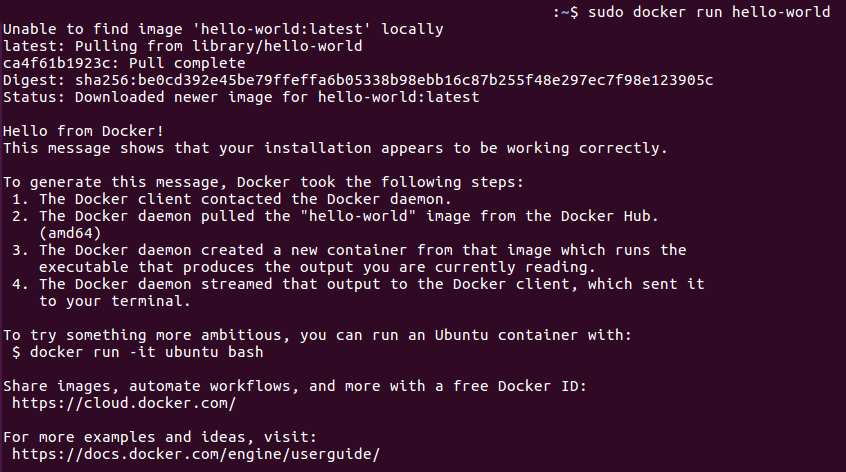 :~$ sudo docker run hello-world
Unable to find image 'hello-world:latest' locally
latest: Pulling from library/hello-world
ca4f61b1923c: Pull complete
Digest: sha256:be0cd392e45be79ffeffa6b05338b98ebb16c87b255f48e297ec7f98e123905c
Status: Downloaded newer image for hello-world:latest

Hello from Docker!
This message shows that your installation appears to be working correctly.

To generate this message, Docker took the following steps:
 1. The Docker client contacted the Docker daemon.
 2. The Docker daemon pulled the "hello-world" image from the Docker Hub.
    (amd64)
 3. The Docker daemon created a new container from that image which runs the
    executable that produces the output you are currently reading.
 4. The Docker daemon streamed that output to the Docker client, which sent it
    to your terminal.

To try something more ambitious, you can run an Ubuntu container with:
 $ docker run -it ubuntu bash

Share images, automate workflows, and more with a free Docker ID:
 https://cloud.docker.com/

For more examples and ideas, visit:
 https://docs.docker.com/engine/userguide/